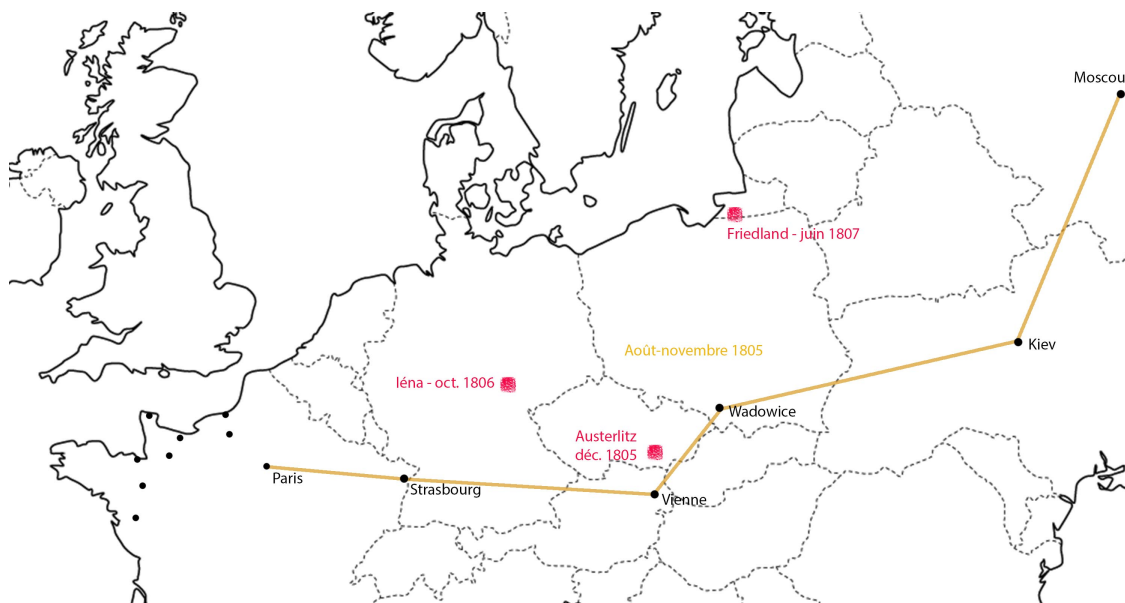 Moscou
Friedland - juin 1807
Kiev
Août-novembre 1805
Iéna - oct. 1806
Wadowice
Austerlitz
déc. 1805
Paris
Strasbourg
Vienne